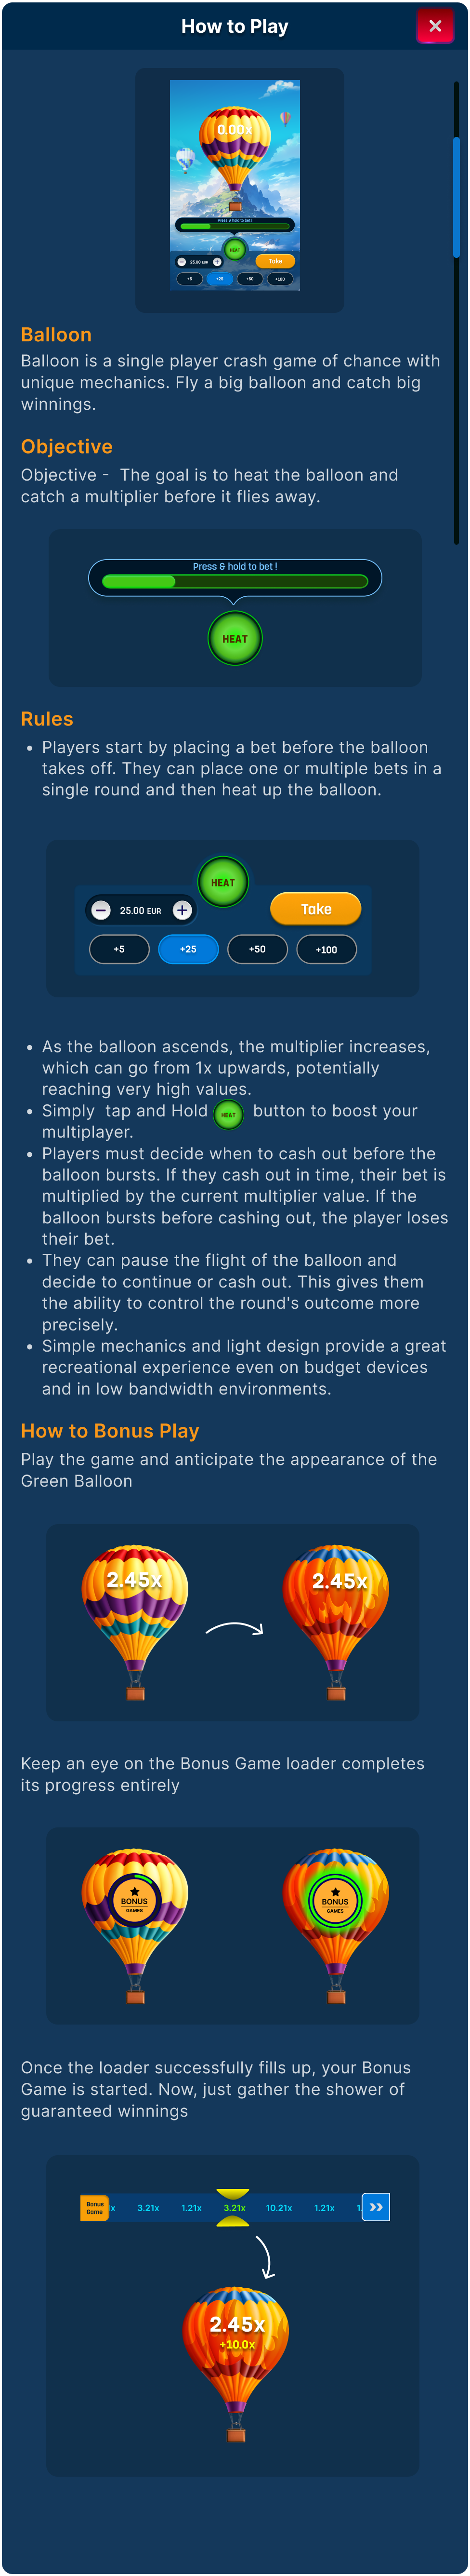 How to Play
0.00x
Press & hold to bet !
HEAT
25.00 EUR
Take
+5 +25 +50 +100
Balloon
Balloon is a single player crash game of chance with
unique mechanics. Fly a big balloon and catch big
winnings.
Objective
Objective -  The goal is to heat the balloon and
catch a multiplier before it flies away.
Press & hold to bet !
HEAT
Rules
• Players start by placing a bet before the balloon
takes off. They can place one or multiple bets in a
single round and then heat up the balloon.
HEAT
25.00 EUR
Take
+5 +25 +50 +100
• As the balloon ascends, the multiplier increases,
which can go from 1x upwards, potentially
reaching very high values.
• Simply  tap and Hold HEAT button to boost your
multiplayer.
• Players must decide when to cash out before the
balloon bursts. If they cash out in time, their bet is
multiplied by the current multiplier value. If the
balloon bursts before cashing out, the player loses
their bet.
• They can pause the flight of the balloon and
decide to continue or cash out. This gives them
the ability to control the round's outcome more
precisely.
• Simple mechanics and light design provide a great
recreational experience even on budget devices
and in low bandwidth environments.
How to Bonus Play
Play the game and anticipate the appearance of the
Green Balloon
2.45x 2.45x
Keep an eye on the Bonus Game loader completes
its progress entirely
BONUS
GAMES
BONUS
GAMES
Once the loader successfully fills up, your Bonus
Game is started. Now, just gather the shower of
guaranteed winnings
Bonus
Game
x 3.21x 1.21x 3.21x 10.21x 1.21x 1.
2.45x
+10.0x